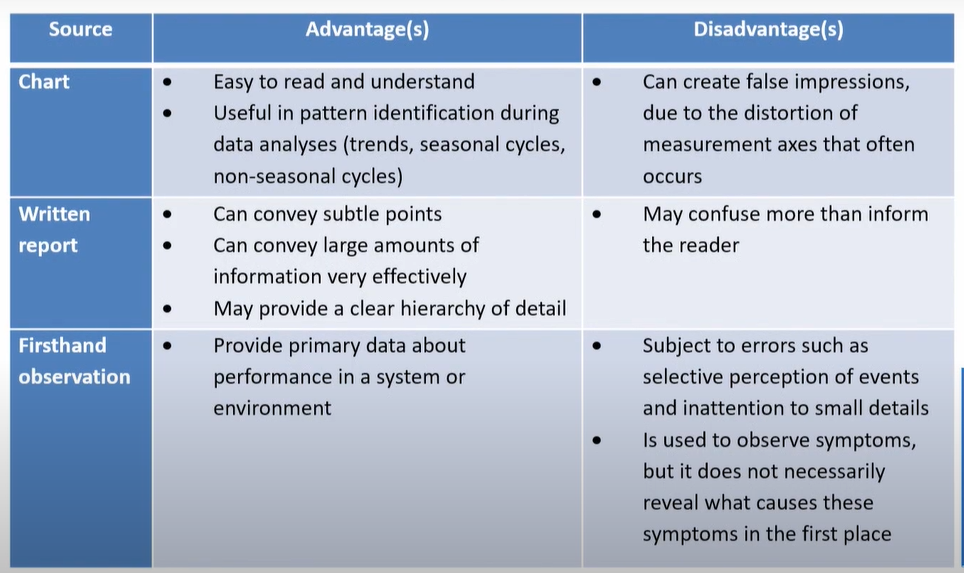 Source
Advantage(s)
Disadvantage(s)
Chart
• Easy to read and understand
• Useful in pattern identification during
data analyses (trends, seasonal cycles,
non-seasonal cycles)
• Can create false impressions,
due to the distortion of
measurement axes that often
occurs
Written
report
• Can convey subtle points
• Can convey large amounts of
information very effectively
• May provide a clear hierarchy of detail
• May confuse more than inform
the reader
Firsthand
observation
• Provide primary data about
performance in a system or
environment
• Subject to errors such as
selective perception of events
and inattention to small details
• Is used to observe symptoms,
but it does not necessarily
reveal what causes these
symptoms in the first place